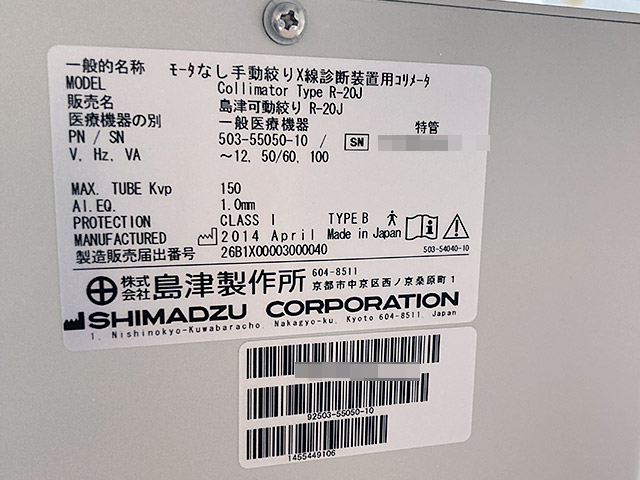 一般的名称 モータなし手動絞りX線診断装置用コリメータ
MODEL Collimator Type R-20J
販売名 島津可動絞り R-20J
医療機器の別 一般医療機器 特管
PN / SN 503-55050-10 / SN
V, Hz, VA ~12, 50/60, 100
MAX. TUBE Kvp 150
Al.EQ. 1.0mm
PROTECTION CLASS I TYPE B
MANUFACTURED 2014 April Made in Japan
製造販売届出番号 26B1X00003000040 503-54040-10
株式会社 島津製作所 604-8511
京都市中京区西ノ京桑原町1
SHIMADZU CORPORATION
1, Nishinokyo-Kuwabaracho, Nakagyo-ku, Kyoto 604-8511, Japan
92503-55050-10
1455449106